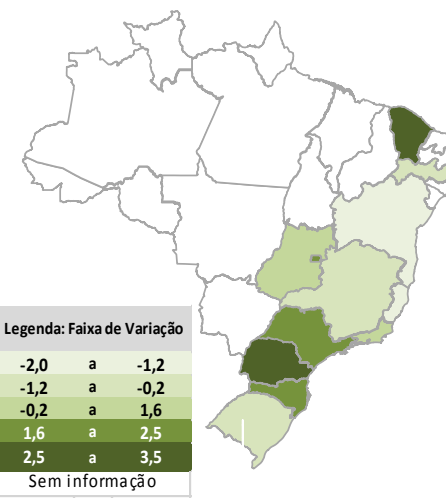 Legenda: Faixa de Variação
-2,0 a -1,2
-1,2 a -0,2
-0,2 a 1,6
1,6 a 2,5
2,5 a 3,5
Sem informação